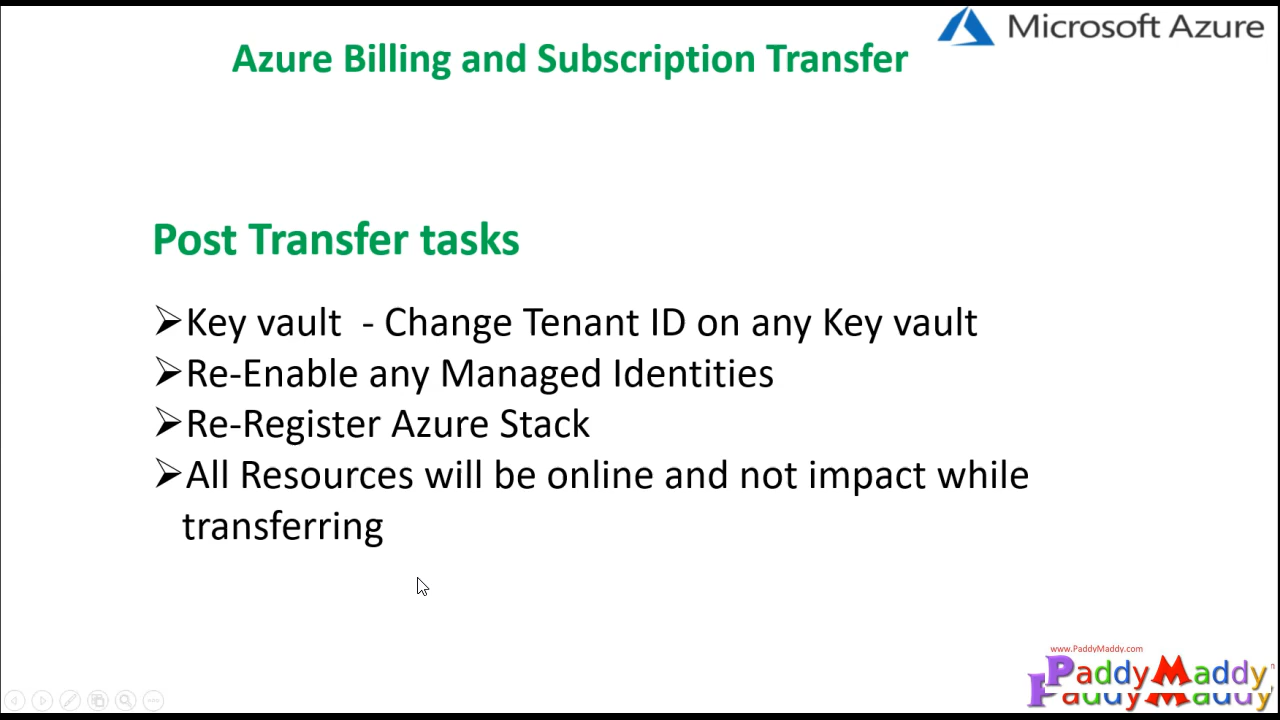 Microsoft Azure
Azure Billing and Subscription Transfer
Post Transfer tasks
➢Key vault - Change Tenant ID on any Key vault
➢Re-Enable any Managed Identities
➢Re-Register Azure Stack
➢All Resources will be online and not impact while
transferring
www.PaddyMaddy.com
PaddyMaddy